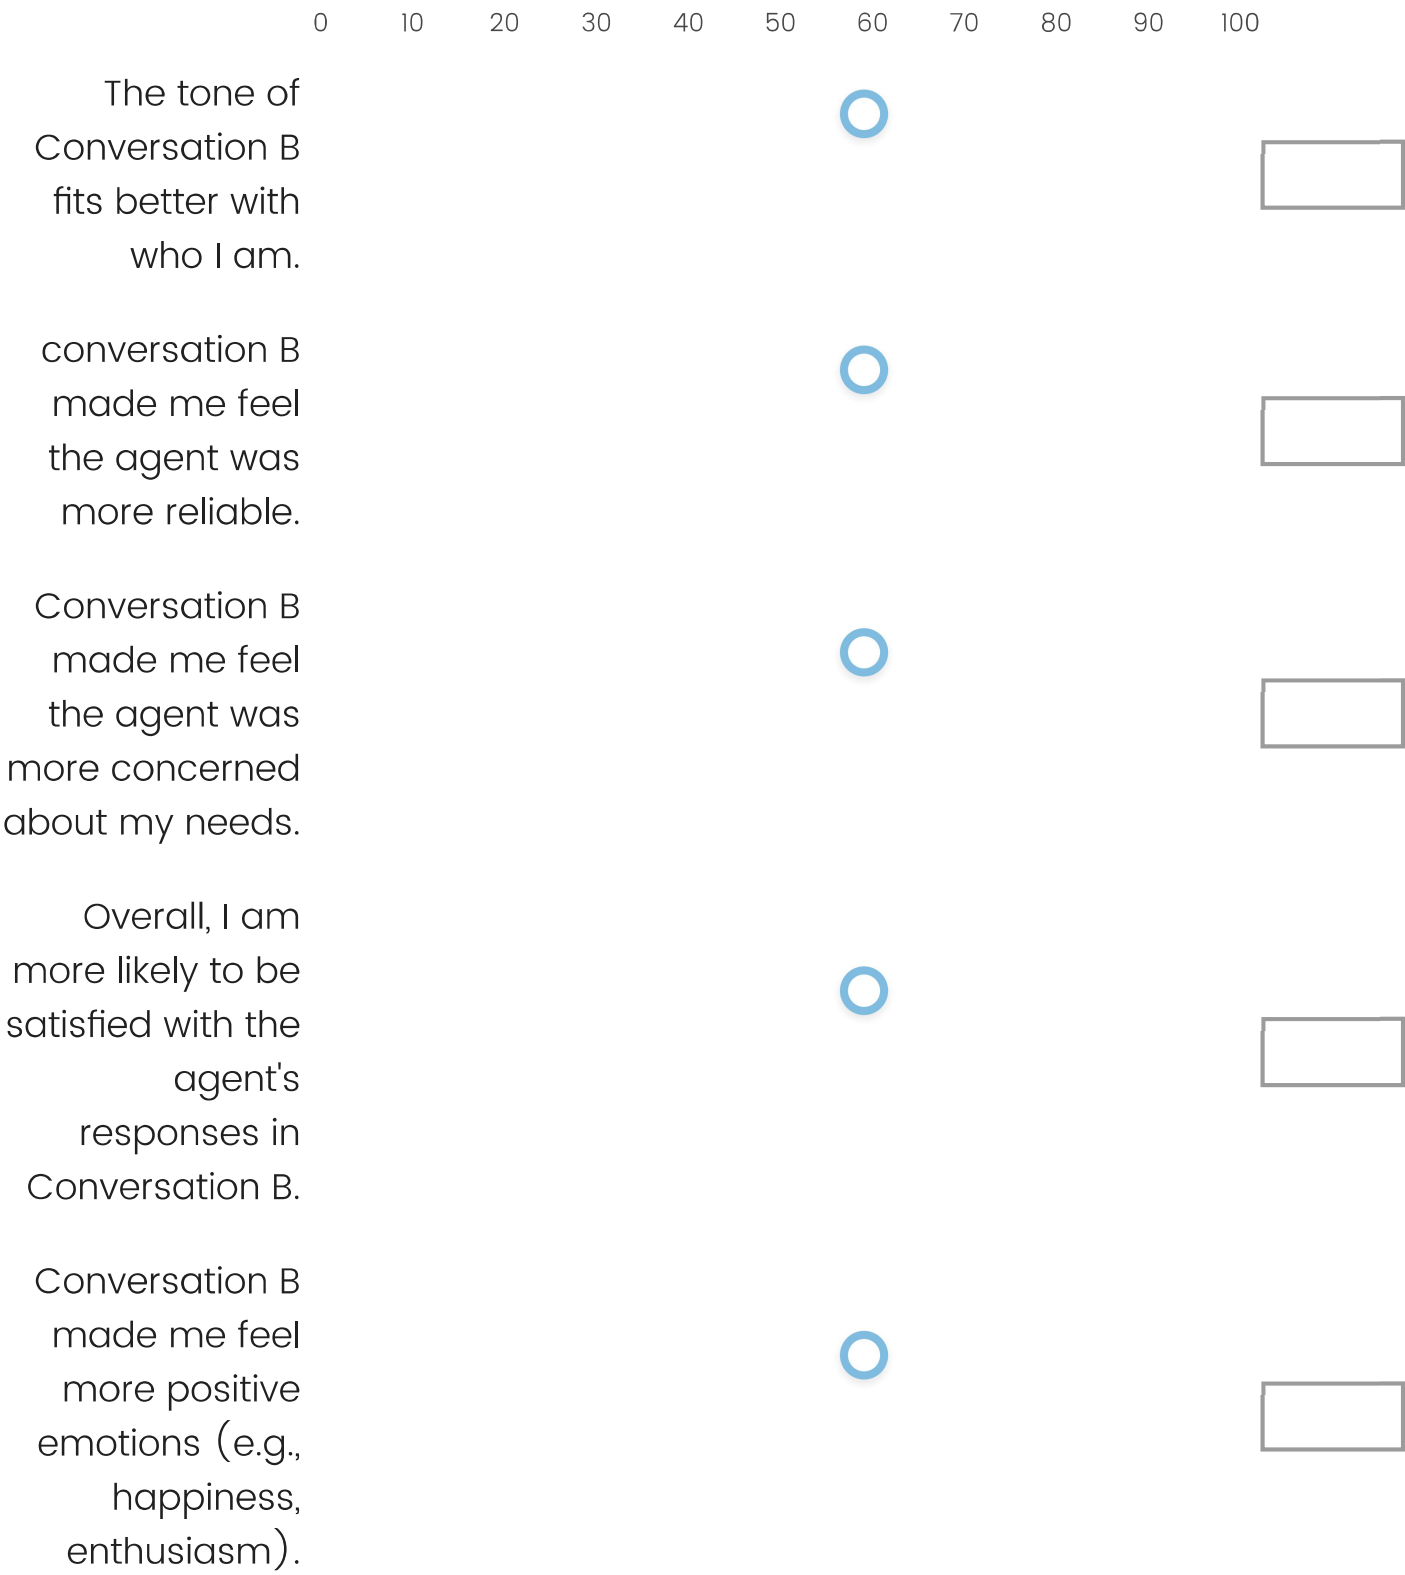 0 10 20 30 40 50 60 70 80 90 100
The tone of
Conversation B
fits better with
who I am.
conversation B
made me feel
the agent was
more reliable.
Conversation B
made me feel
the agent was
more concerned
about my needs.
Overall, I am
more likely to be
satisfied with the
agent's
responses in
Conversation B.
Conversation B
made me feel
more positive
emotions (e.g.,
happiness,
enthusiasm).